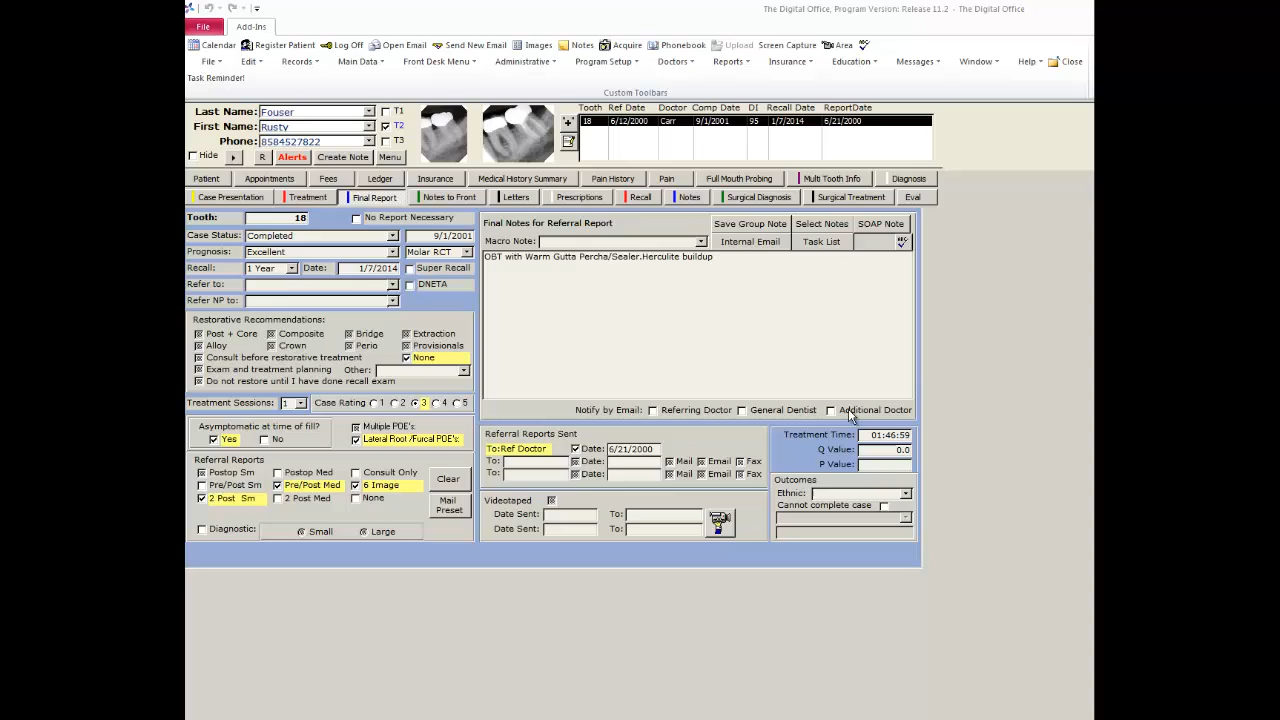 The Digital Office, Program Version: Release 11.2 - The Digital Office
File Add-Ins
Calendar Register Patient Log Off Open Email Send New Email Images Notes Acquire Phonebook Upload Screen Capture Area
File Edit Records Main Data Front Desk Menu Administrative Program Setup Doctors Reports Insurance Education Messages Window Help Close
Task Reminder!
Custom Toolbars
Last Name: Fouser T1
First Name: Rusty T2
Phone: 8584527822 T3
Hide R Alerts Create Note Menu
Tooth Ref Date Doctor Comp Date DI Recall Date ReportDate
18 6/12/2000 Carr 9/1/2001 95 1/7/2014 6/21/2000
Patient Appointments Fees Ledger Insurance Medical History Summary Pain History Pain Full Mouth Probing Multi Tooth Info Diagnosis
Case Presentation Treatment Final Report Notes to Front Letters Prescriptions Recall Notes Surgical Diagnosis Surgical Treatment Eval
Tooth: 18 No Report Necessary
Case Status: Completed 9/1/2001
Prognosis: Excellent Molar RCT
Recall: 1 Year Date: 1/7/2014 Super Recall
Refer to: DNETA
Refer NP to:
Restorative Recommendations:
Post + Core Composite Bridge Extraction
Alloy Crown Perio Provisionals
Consult before restorative treatment None
Exam and treatment planning Other:
Do not restore until I have done recall exam
Treatment Sessions: 1 Case Rating 1 2 3 4 5
Asymptomatic at time of fill? Multiple POE's:
Yes No Lateral Root /Furcal POE's:
Referral Reports
Postop Sm Postop Med Consult Only
Pre/Post Sm Pre/Post Med 6 Image
2 Post Sm 2 Post Med None
Clear
Mail Preset
Diagnostic: Small Large
Final Notes for Referral Report Save Group Note Select Notes SOAP Note
Macro Note: Internal Email Task List
OBT with Warm Gutta Percha/Sealer.Herculite buildup
Notify by Email: Referring Doctor General Dentist Additional Doctor
Referral Reports Sent
To:Ref Doctor Date: 6/21/2000
To: Date: Mail Email Fax
To: Date: Mail Email Fax
Videotaped
Date Sent: To:
Date Sent: To:
Treatment Time: 01:46:59
Q Value: 0.0
P Value:
Outcomes
Ethnic:
Cannot complete case